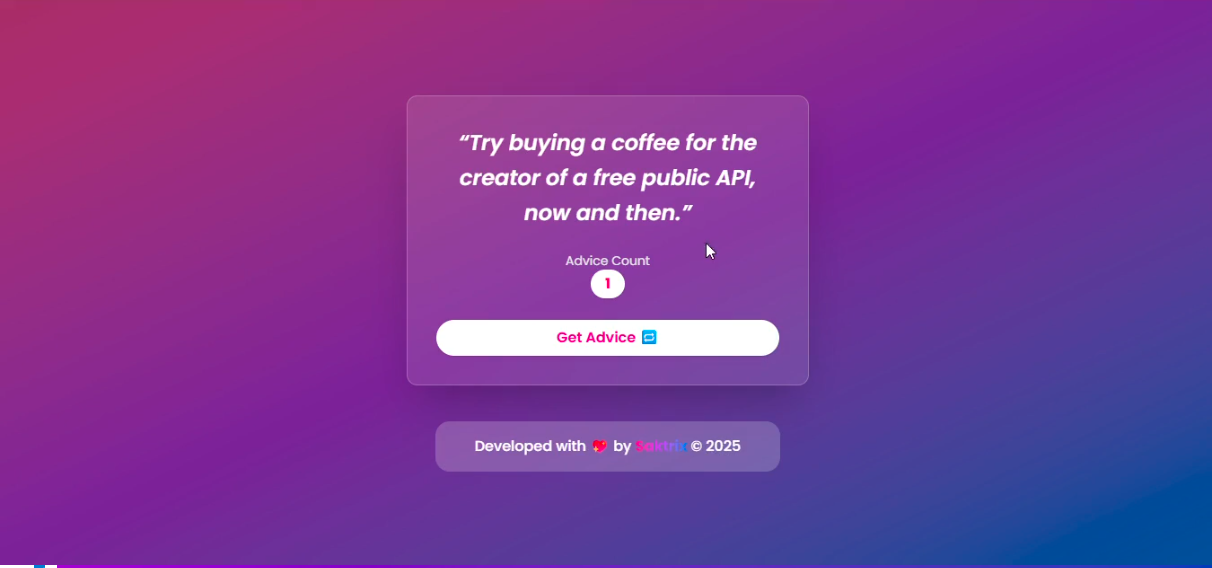 “Try buying a coffee for the
creator of a free public API,
now and then.”
Advice Count
1
Get Advice 🔁
Developed with 💖 by Saktrix © 2025